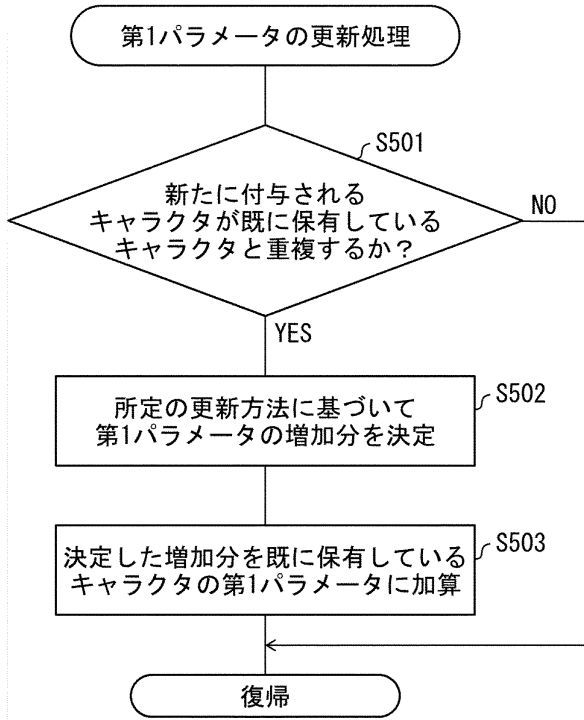 第1パラメータの更新処理
S501
新たに付与される
キャラクタが既に保有している
キャラクタと重複するか？
NO
YES
所定の更新方法に基づいて
第1パラメータの増加分を決定
S502
決定した増加分を既に保有している
キャラクタの第1パラメータに加算
S503
復帰